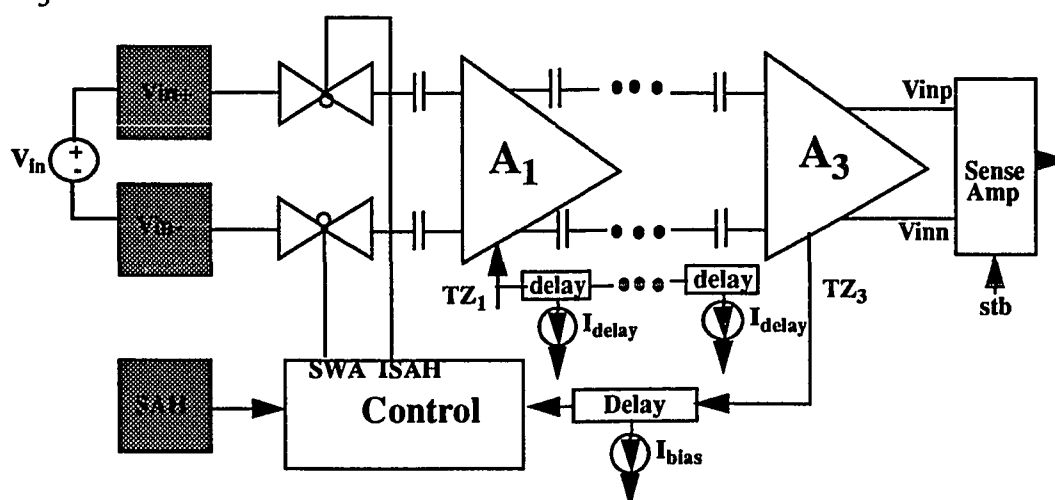 Vin+
Vin
+
-
Vin-
A1
A3
Vinp
Vinn
Sense
Amp
stb
TZ1
delay
delay
TZ3
Idelay
Idelay
SAH
SWA ISAH
Control
Delay
Ibias